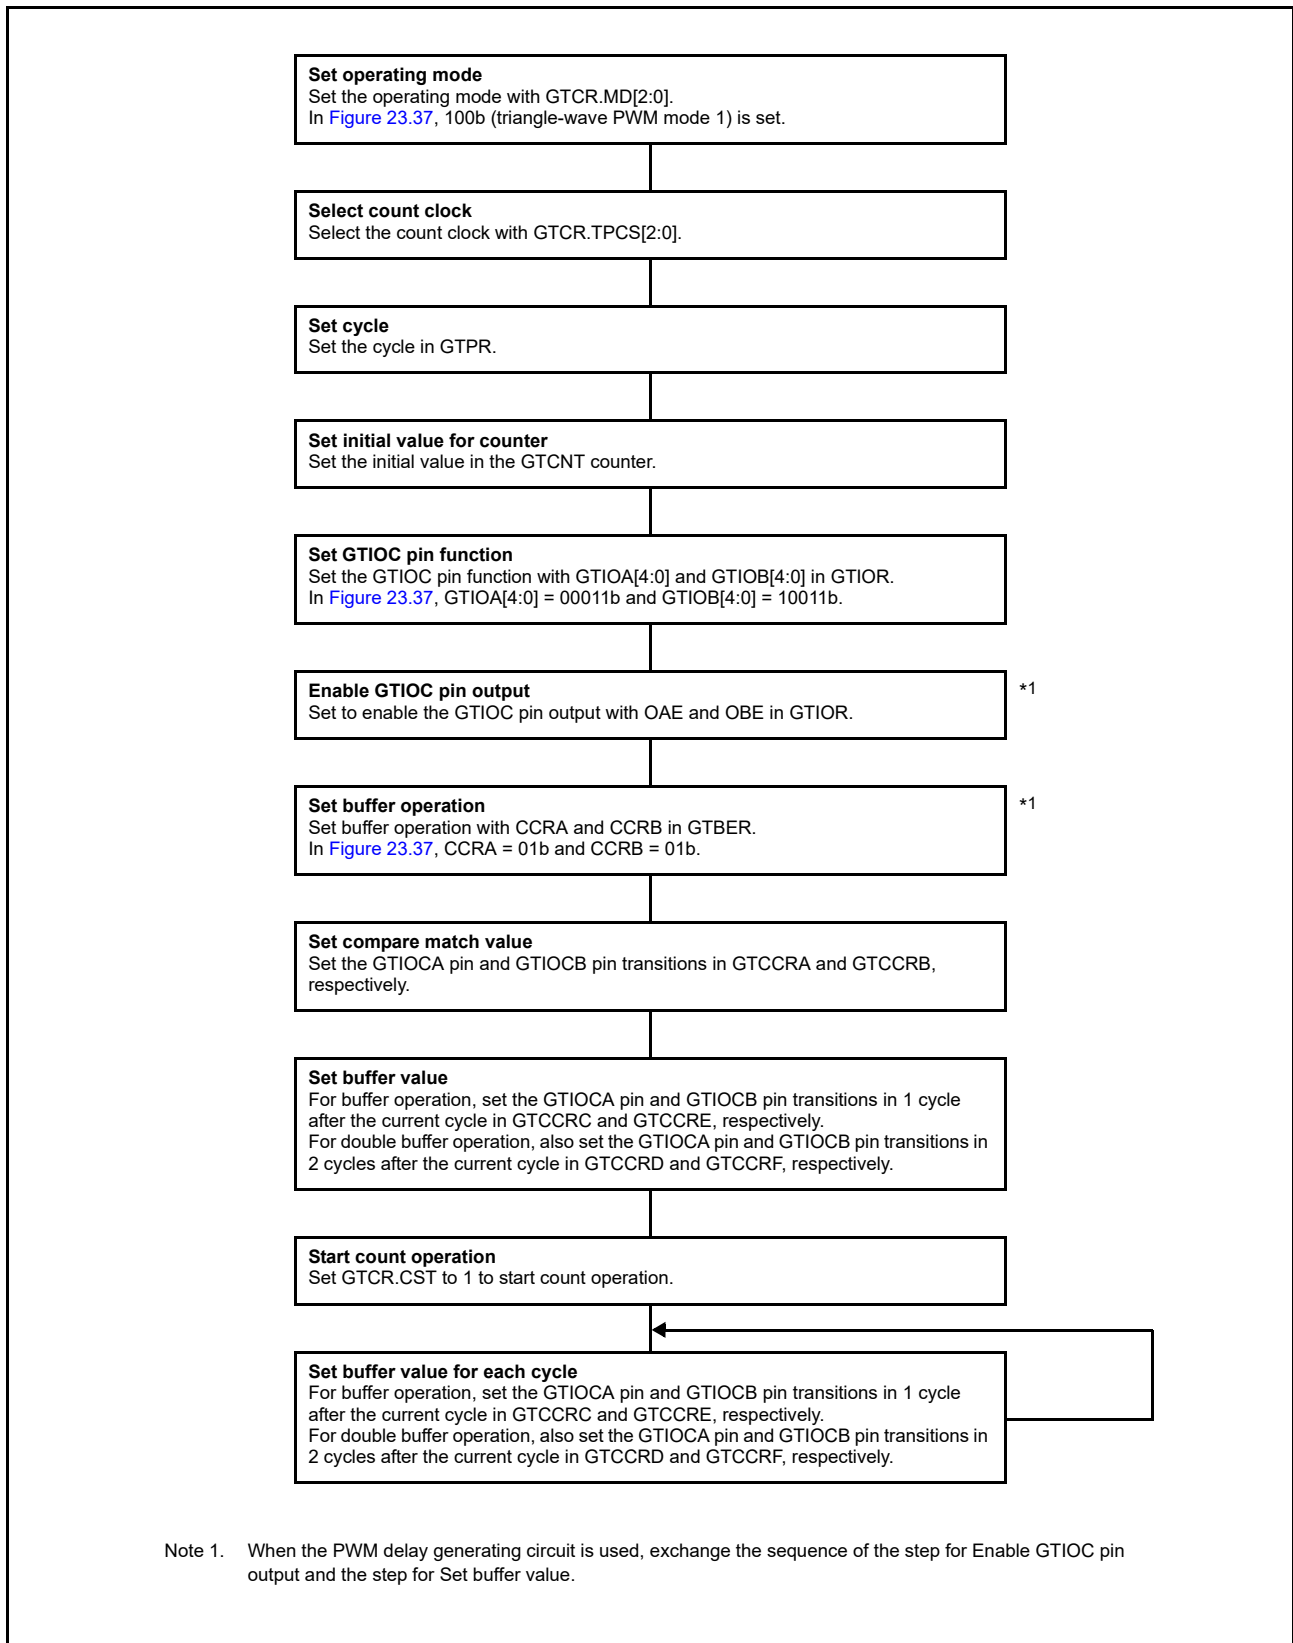 Set operating mode
Set the operating mode with GTCR.MD[2:0].
In Figure 23.37, 100b (triangle-wave PWM mode 1) is set.
Select count clock
Select the count clock with GTCR.TPCS[2:0].
Set cycle
Set the cycle in GTPR.
Set initial value for counter
Set the initial value in the GTCNT counter.
Set GTIOC pin function
Set the GTIOC pin function with GTIOA[4:0] and GTIOB[4:0] in GTIOR.
In Figure 23.37, GTIOA[4:0] = 00011b and GTIOB[4:0] = 10011b.
Enable GTIOC pin output
*1
Set to enable the GTIOC pin output with OAE and OBE in GTIOR.
Set buffer operation
*1
Set buffer operation with CCRA and CCRB in GTBER.
In Figure 23.37, CCRA = 01b and CCRB = 01b.
Set compare match value
Set the GTIOCA pin and GTIOCB pin transitions in GTCCRA and GTCCRB,
respectively.
Set buffer value
For buffer operation, set the GTIOCA pin and GTIOCB pin transitions in 1 cycle
after the current cycle in GTCCRC and GTCCRE, respectively.
For double buffer operation, also set the GTIOCA pin and GTIOCB pin transitions in
2 cycles after the current cycle in GTCCRD and GTCCRF, respectively.
Start count operation
Set GTCR.CST to 1 to start count operation.
Set buffer value for each cycle
For buffer operation, set the GTIOCA pin and GTIOCB pin transitions in 1 cycle
after the current cycle in GTCCRC and GTCCRE, respectively.
For double buffer operation, also set the GTIOCA pin and GTIOCB pin transitions in
2 cycles after the current cycle in GTCCRD and GTCCRF, respectively.
Note 1. When the PWM delay generating circuit is used, exchange the sequence of the step for Enable GTIOC pin
output and the step for Set buffer value.